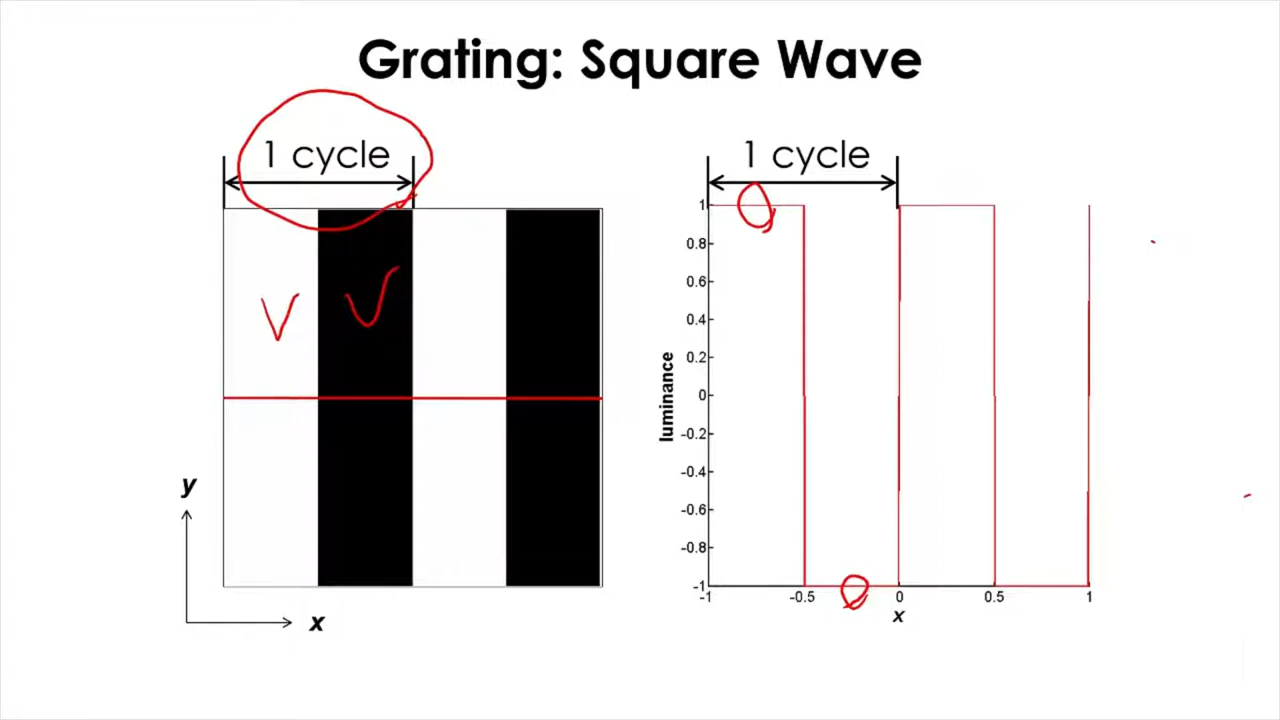 Grating: Square Wave
1 cycle
1 cycle
1
0.8
0.6
0.4
0.2
0
-0.2
-0.4
-0.6
-0.8
-1
luminance
-1 -0.5 0 0.5 1
x
y
x